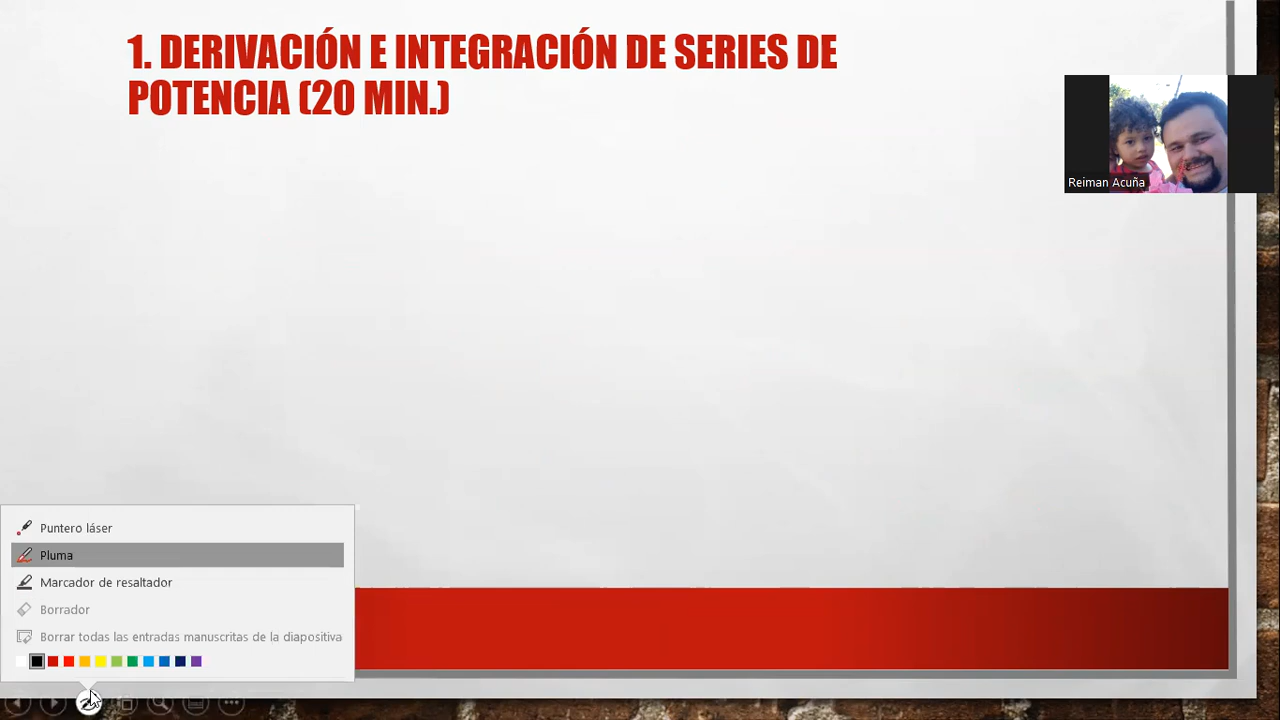 1. DERIVACIÓN E INTEGRACIÓN DE SERIES DE
POTENCIA (20 MIN.)
Reiman Acuña
Puntero láser
Pluma
Marcador de resaltador
Borrador
Borrar todas las entradas manuscritas de la diapositiva